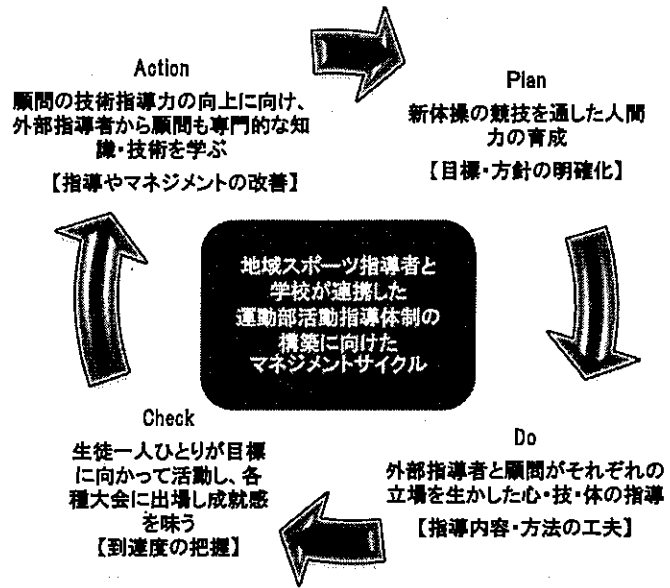 Action
顧問の技術指導力の向上に向け、
外部指導者から顧問も専門的な知
識・技術を学ぶ
【指導やマネジメントの改善】
Plan
新体操の競技を通した人間
力の育成
【目標・方針の明確化】
地域スポーツ指導者と
学校が連携した
運動部活動指導体制の
構築に向けた
マネジメントサイクル
Check
生徒一人ひとりが目標
に向かって活動し、各
種大会に出場し成就感
を味う
【到達度の把握】
Do
外部指導者と顧問がそれぞれの
立場を生かした心・技・体の指導
【指導内容・方法の工夫】